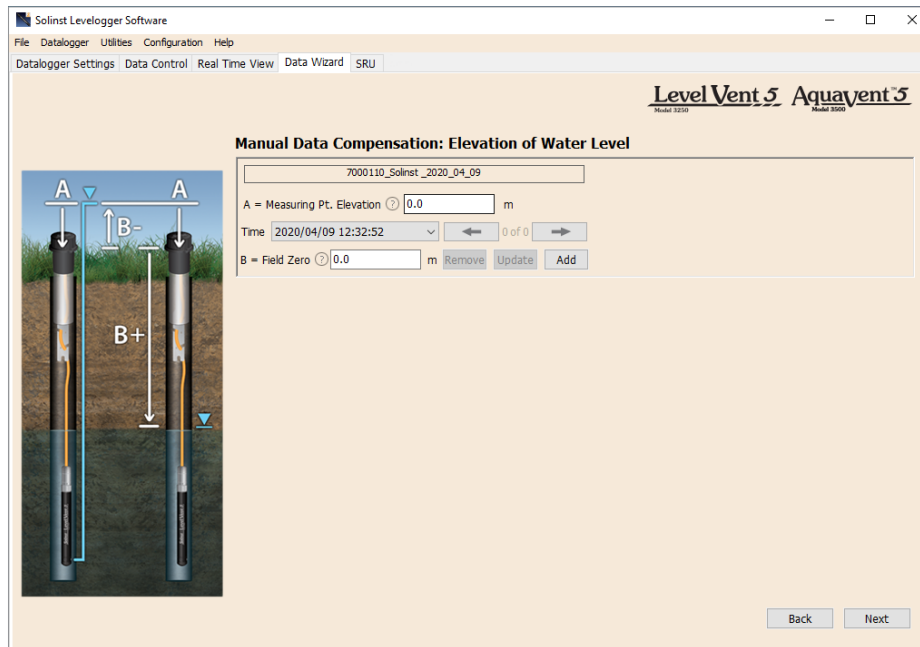 Solinst Levelogger Software
File Datalogger Utilities Configuration Help
Datalogger Settings Data Control Real Time View Data Wizard SRU
LevelVent 5 Aquavent™5
Model 3250 Model 3500
Manual Data Compensation: Elevation of Water Level
7000110_Solinst _2020_04_09
A = Measuring Pt. Elevation ? 0.0 m
Time 2020/04/09 12:32:52 0 of 0
B = Field Zero ? 0.0 m Remove Update Add
A A
B-
B+
Back Next